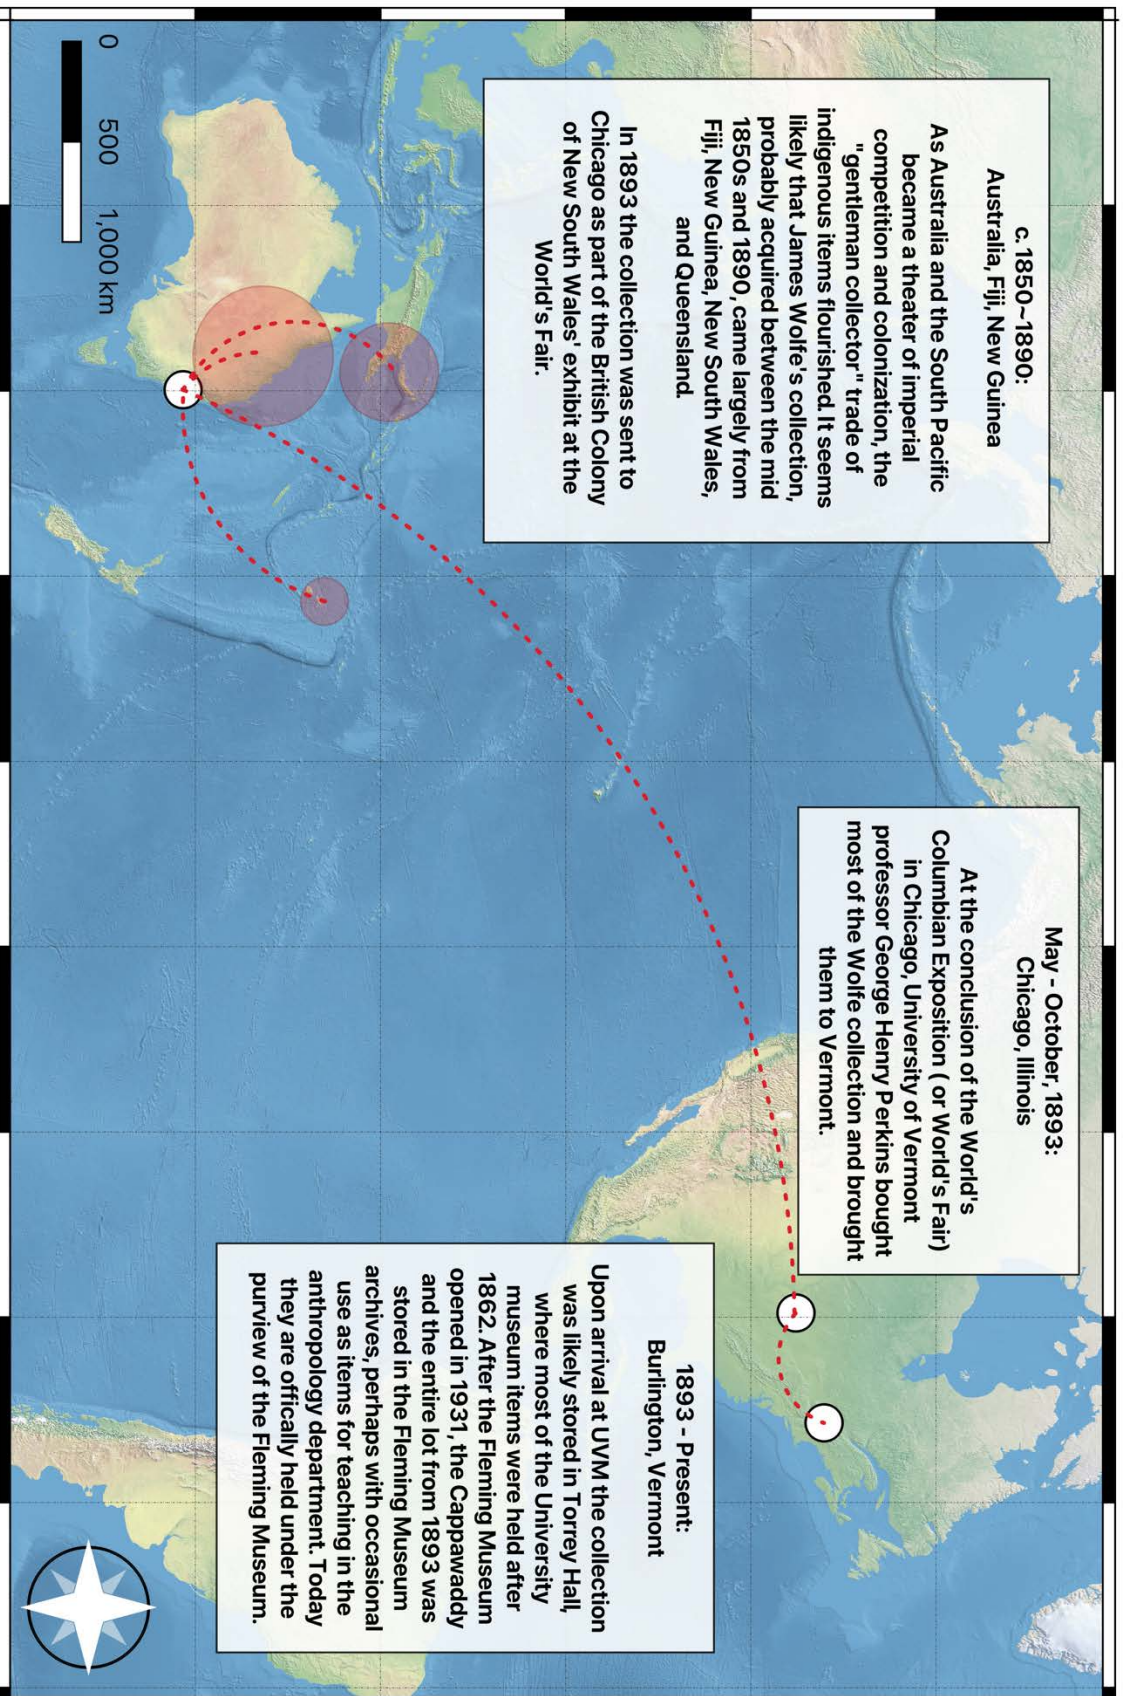 c. 1850~1890:
Australia, Fiji, New Guinea
As Australia and the South Pacific
became a theater of imperial
competition and colonization, the
"gentleman collector" trade of
indigenous items flourished. It seems
likely that James Wolfe's collection,
probably acquired between the mid
1850s and 1890, came largely from
Fiji, New Guinea, New South Wales,
and Queensland.
In 1893 the collection was sent to
Chicago as part of the British Colony
of New South Wales' exhibit at the
World's Fair.
May - October, 1893:
Chicago, Illinois
At the conclusion of the World's
Columbian Exposition ( or World's Fair)
in Chicago, University of Vermont
professor George Henry Perkins bought
most of the Wolfe collection and brought
them to Vermont.
1893 - Present:
Burlington, Vermont
Upon arrival at UVM the collection
was likely stored in Torrey Hall,
where most of the University
museum items were held after
1862. After the Fleming Museum
opened in 1931, the Cappawaddy
and the entire lot from 1893 was
stored in the Fleming Museum
archives, perhaps with occasional
use as items for teaching in the
anthropology department. Today
they are offically held under the
purview of the Fleming Museum.
0 500 1,000 km